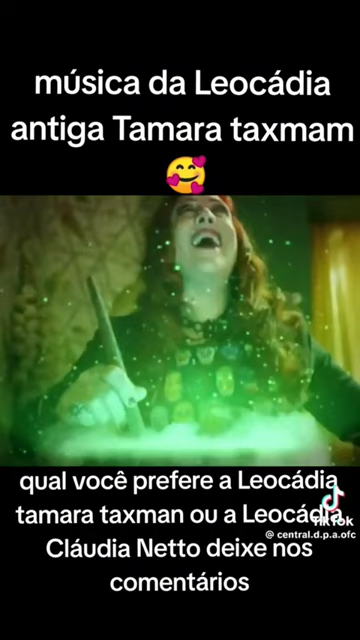 música da Leocádia
antiga Tamara taxmam
🥰
qual você prefere a Leocádia
tamara taxman ou a Leocádia
Cláudia Netto deixe nos
comentários
TikTok
@ central.d.p.a.ofc